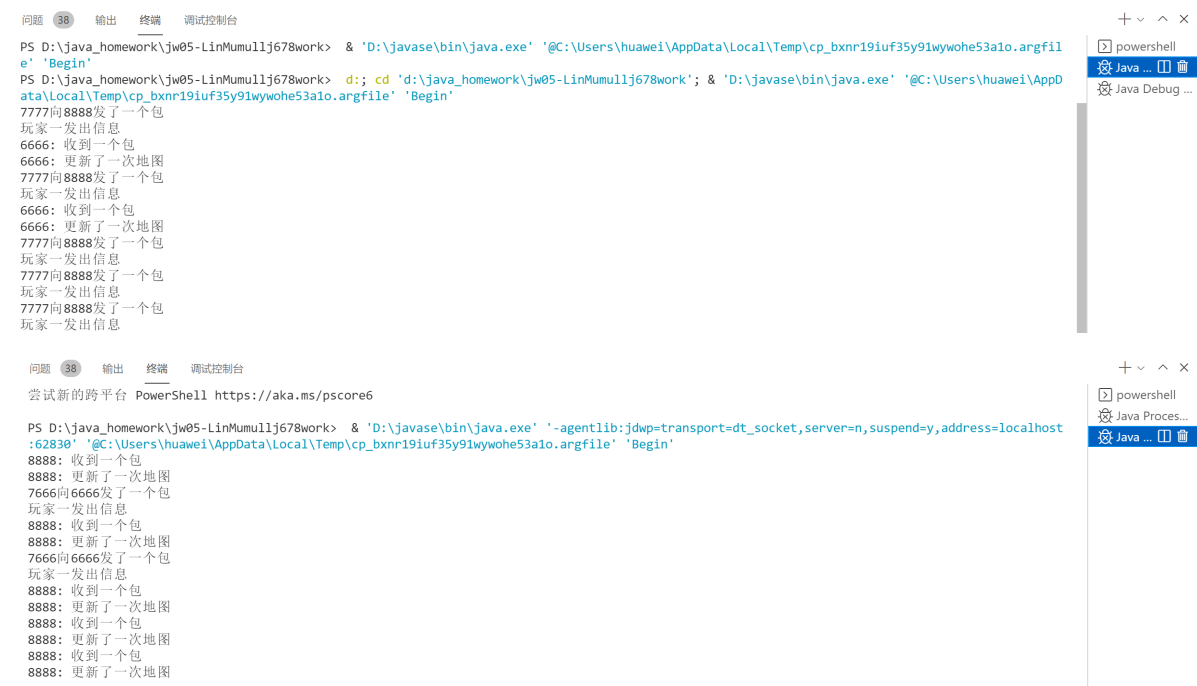 问题 38 输出 终端 调试控制台
PS D:\java_homework\jw05-LinMumullj678work>  & 'D:\javase\bin\java.exe' '@C:\Users\huawei\AppData\Local\Temp\cp_bxnr19iuf35y91wywohe53a1o.argfil
e' 'Begin'
PS D:\java_homework\jw05-LinMumullj678work>  d:; cd 'd:\java_homework\jw05-LinMumullj678work'; & 'D:\javase\bin\java.exe' '@C:\Users\huawei\AppD
ata\Local\Temp\cp_bxnr19iuf35y91wywohe53a1o.argfile' 'Begin'
7777向8888发了一个包
玩家一发出信息
6666: 收到一个包
6666: 更新了一次地图
7777向8888发了一个包
玩家一发出信息
6666: 收到一个包
6666: 更新了一次地图
7777向8888发了一个包
玩家一发出信息
7777向8888发了一个包
玩家一发出信息
7777向8888发了一个包
玩家一发出信息
powershell
Java ...
Java Debug ...
问题 38 输出 终端 调试控制台
尝试新的跨平台 PowerShell https://aka.ms/pscore6
PS D:\java_homework\jw05-LinMumullj678work>  & 'D:\javase\bin\java.exe' '-agentlib:jdwp=transport=dt_socket,server=n,suspend=y,address=localhost
:62830' '@C:\Users\huawei\AppData\Local\Temp\cp_bxnr19iuf35y91wywohe53a1o.argfile' 'Begin'
8888: 收到一个包
8888: 更新了一次地图
7666向6666发了一个包
玩家一发出信息
8888: 收到一个包
8888: 更新了一次地图
7666向6666发了一个包
玩家一发出信息
8888: 收到一个包
8888: 更新了一次地图
8888: 收到一个包
8888: 更新了一次地图
8888: 收到一个包
8888: 更新了一次地图
powershell
Java Proces...
Java ...